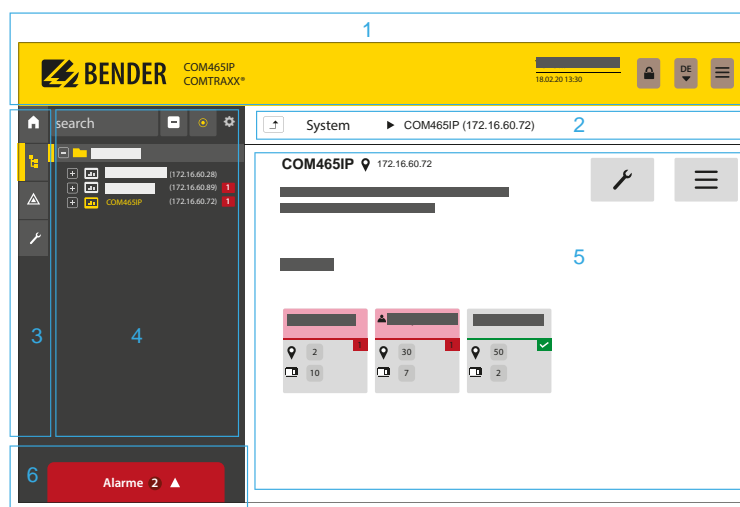 1
BENDER
COM465IP
COMTRAXX®
18.02.20 13:30
DE
search
System
COM465IP (172.16.60.72)
2
(172.16.60.28)
(172.16.60.89) 1
COM465IP (172.16.60.72) 1
COM465IP 172.16.60.72
5
3
4
1
2
10
1
30
7
50
2
6
Alarme 2